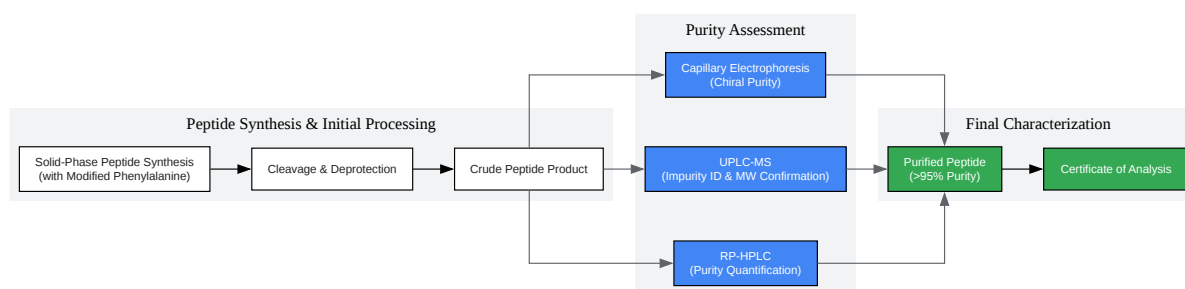 Purity Assessment
Capillary Electrophoresis
(Chiral Purity)
Peptide Synthesis & Initial Processing
Final Characterization
Solid-Phase Peptide Synthesis
(with Modified Phenylalanine)
Cleavage & Deprotection
Crude Peptide Product
UPLC-MS
(Impurity ID & MW Confirmation)
Purified Peptide
(>95% Purity)
Certificate of Analysis
RP-HPLC
(Purity Quantification)